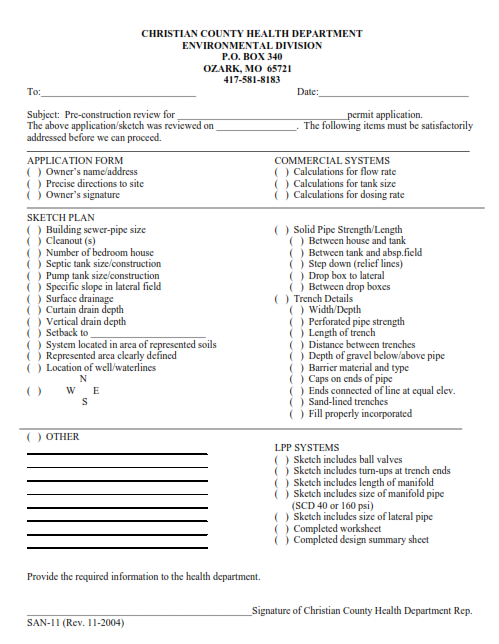 CHRISTIAN COUNTY HEALTH DEPARTMENT
ENVIRONMENTAL DIVISION
P.O. BOX 340
OZARK, MO  65721
417-581-8183
To:______________________________ Date:______________________________
Subject:  Pre-construction review for ________________________________permit application.
The above application/sketch was reviewed on ________________.  The following items must be satisfactorily
addressed before we can proceed.
APPLICATION FORM
(  ) Owner's name/address
(  ) Precise directions to site
(  ) Owner's signature
COMMERCIAL SYSTEMS
(  ) Calculations for flow rate
(  ) Calculations for tank size
(  ) Calculations for dosing rate
SKETCH PLAN
(  ) Building sewer-pipe size
(  ) Cleanout (s)
(  ) Number of bedroom house
(  ) Septic tank size/construction
(  ) Pump tank size/construction
(  ) Specific slope in lateral field
(  ) Surface drainage
(  ) Curtain drain depth
(  ) Vertical drain depth
(  ) Setback to ______________________
(  ) System located in area of represented soils
(  ) Represented area clearly defined
(  ) Location of well/waterlines
N
(  ) W E
S
(  ) Solid Pipe Strength/Length
(  ) Between house and tank
(  ) Between tank and absp.field
(  ) Step down (relief lines)
(  ) Drop box to lateral
(  ) Between drop boxes
(  ) Trench Details
(  ) Width/Depth
(  ) Perforated pipe strength
(  ) Length of trench
(  ) Distance between trenches
(  ) Depth of gravel below/above pipe
(  ) Barrier material and type
(  ) Caps on ends of pipe
(  ) Ends connected of line at equal elev.
(  ) Sand-lined trenches
(  ) Fill properly incorporated
(  ) OTHER
LPP SYSTEMS
(  ) Sketch includes ball valves
(  ) Sketch includes turn-ups at trench ends
(  ) Sketch includes length of manifold
(  ) Sketch includes size of manifold pipe
(SCD 40 or 160 psi)
(  ) Sketch includes size of lateral pipe
(  ) Completed worksheet
(  ) Completed design summary sheet
Provide the required information to the health department.
____________________________________________Signature of Christian County Health Department Rep.
SAN-11 (Rev. 11-2004)